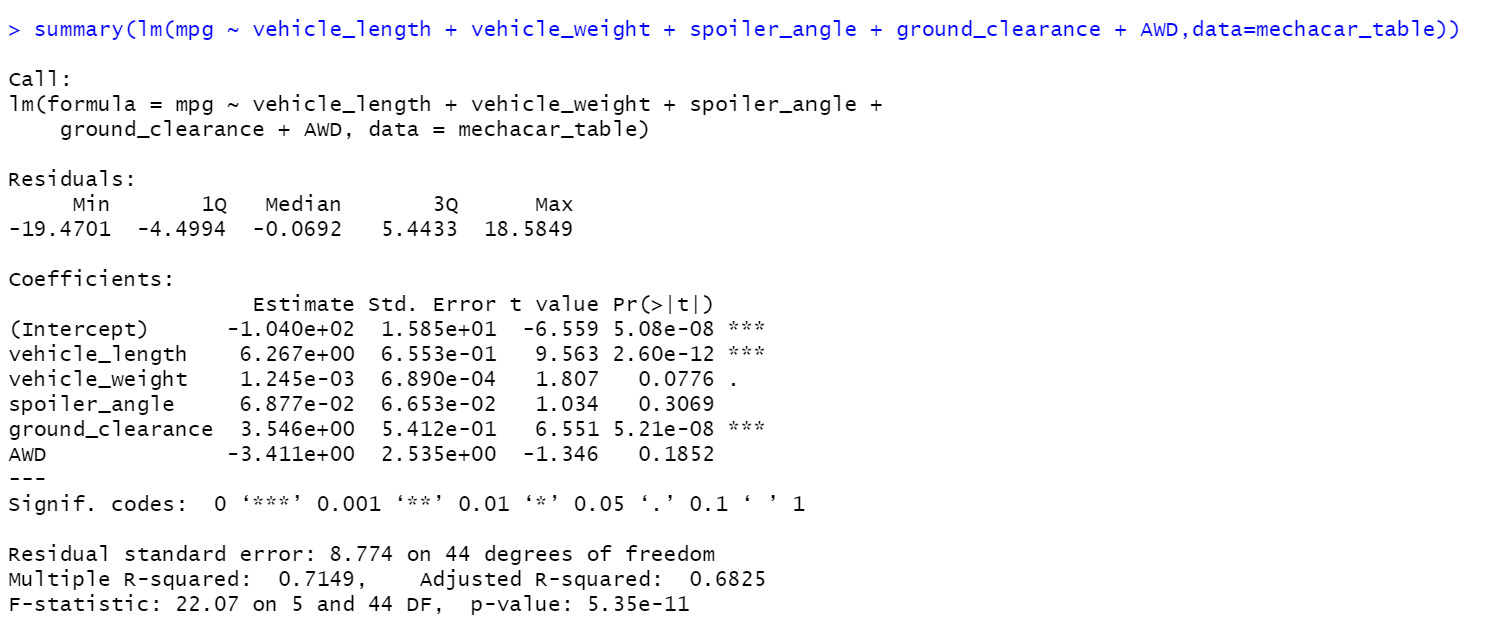 > summary(lm(mpg ~ vehicle_length + vehicle_weight + spoiler_angle + ground_clearance + AWD,data=mechacar_table))
Call:
lm(formula = mpg ~ vehicle_length + vehicle_weight + spoiler_angle +
    ground_clearance + AWD, data = mechacar_table)
Residuals:
     Min       1Q   Median       3Q      Max
-19.4701  -4.4994  -0.0692   5.4433  18.5849
Coefficients:
                   Estimate Std. Error t value Pr(>|t|)
(Intercept)      -1.040e+02  1.585e+01  -6.559 5.08e-08 ***
vehicle_length    6.267e+00  6.553e-01   9.563 2.60e-12 ***
vehicle_weight    1.245e-03  6.890e-04   1.807   0.0776 .
spoiler_angle     6.877e-02  6.653e-02   1.034   0.3069
ground_clearance  3.546e+00  5.412e-01   6.551 5.21e-08 ***
AWD              -3.411e+00  2.535e+00  -1.346   0.1852
---
Signif. codes:  0 ‘***’ 0.001 ‘**’ 0.01 ‘*’ 0.05 ‘.’ 0.1 ‘ ’ 1
Residual standard error: 8.774 on 44 degrees of freedom
Multiple R-squared:  0.7149,    Adjusted R-squared:  0.6825
F-statistic: 22.07 on 5 and 44 DF,  p-value: 5.35e-11